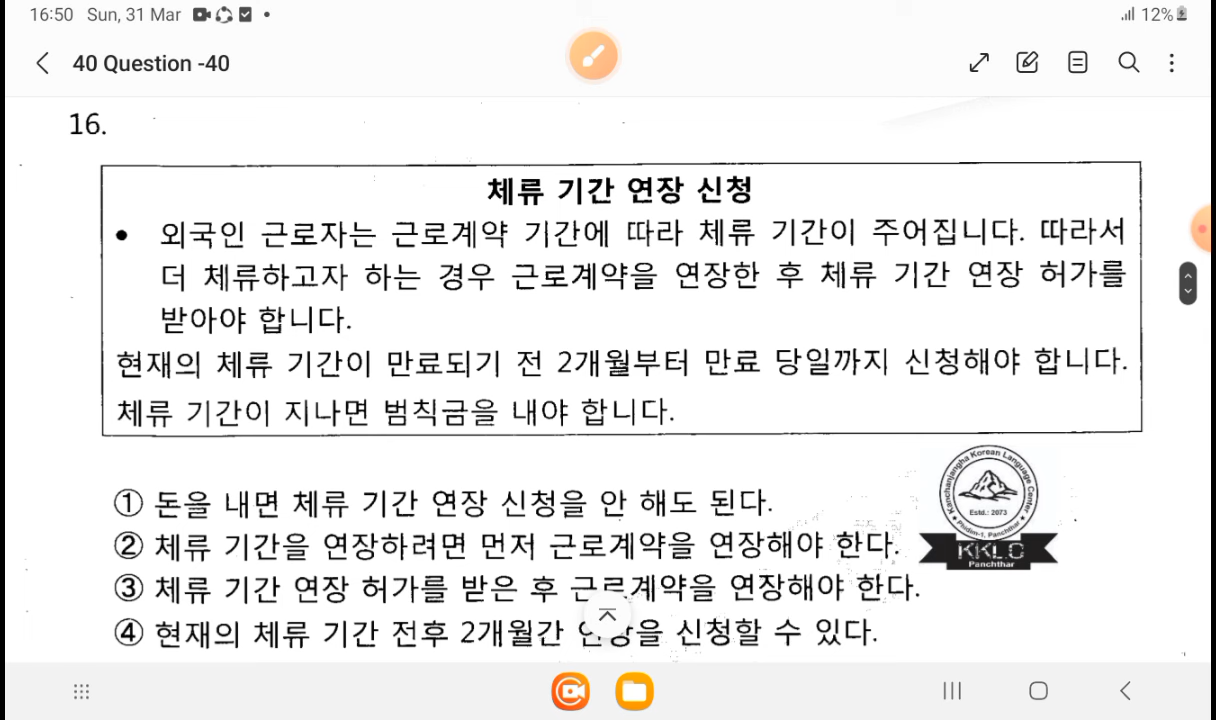 16:50 Sun, 31 Mar
12%
40 Question -40
16.
체류 기간 연장 신청
• 외국인 근로자는 근로계약 기간에 따라 체류 기간이 주어집니다. 따라서
더 체류하고자 하는 경우 근로계약을 연장한 후 체류 기간 연장 허가를
받아야 합니다.
현재의 체류 기간이 만료되기 전 2개월부터 만료 당일까지 신청해야 합니다.
체류 기간이 지나면 범칙금을 내야 합니다.
Kanchanjangha Korean Language Center
Estd.: 2073
Phidim-1, Panchthar
KKLC
Panchthar
① 돈을 내면 체류 기간 연장 신청을 안 해도 된다.
② 체류 기간을 연장하려면 먼저 근로계약을 연장해야 한다.
③ 체류 기간 연장 허가를 받은 후 근로계약을 연장해야 한다.
④ 현재의 체류 기간 전후 2개월간 을 신청할 수 있다.